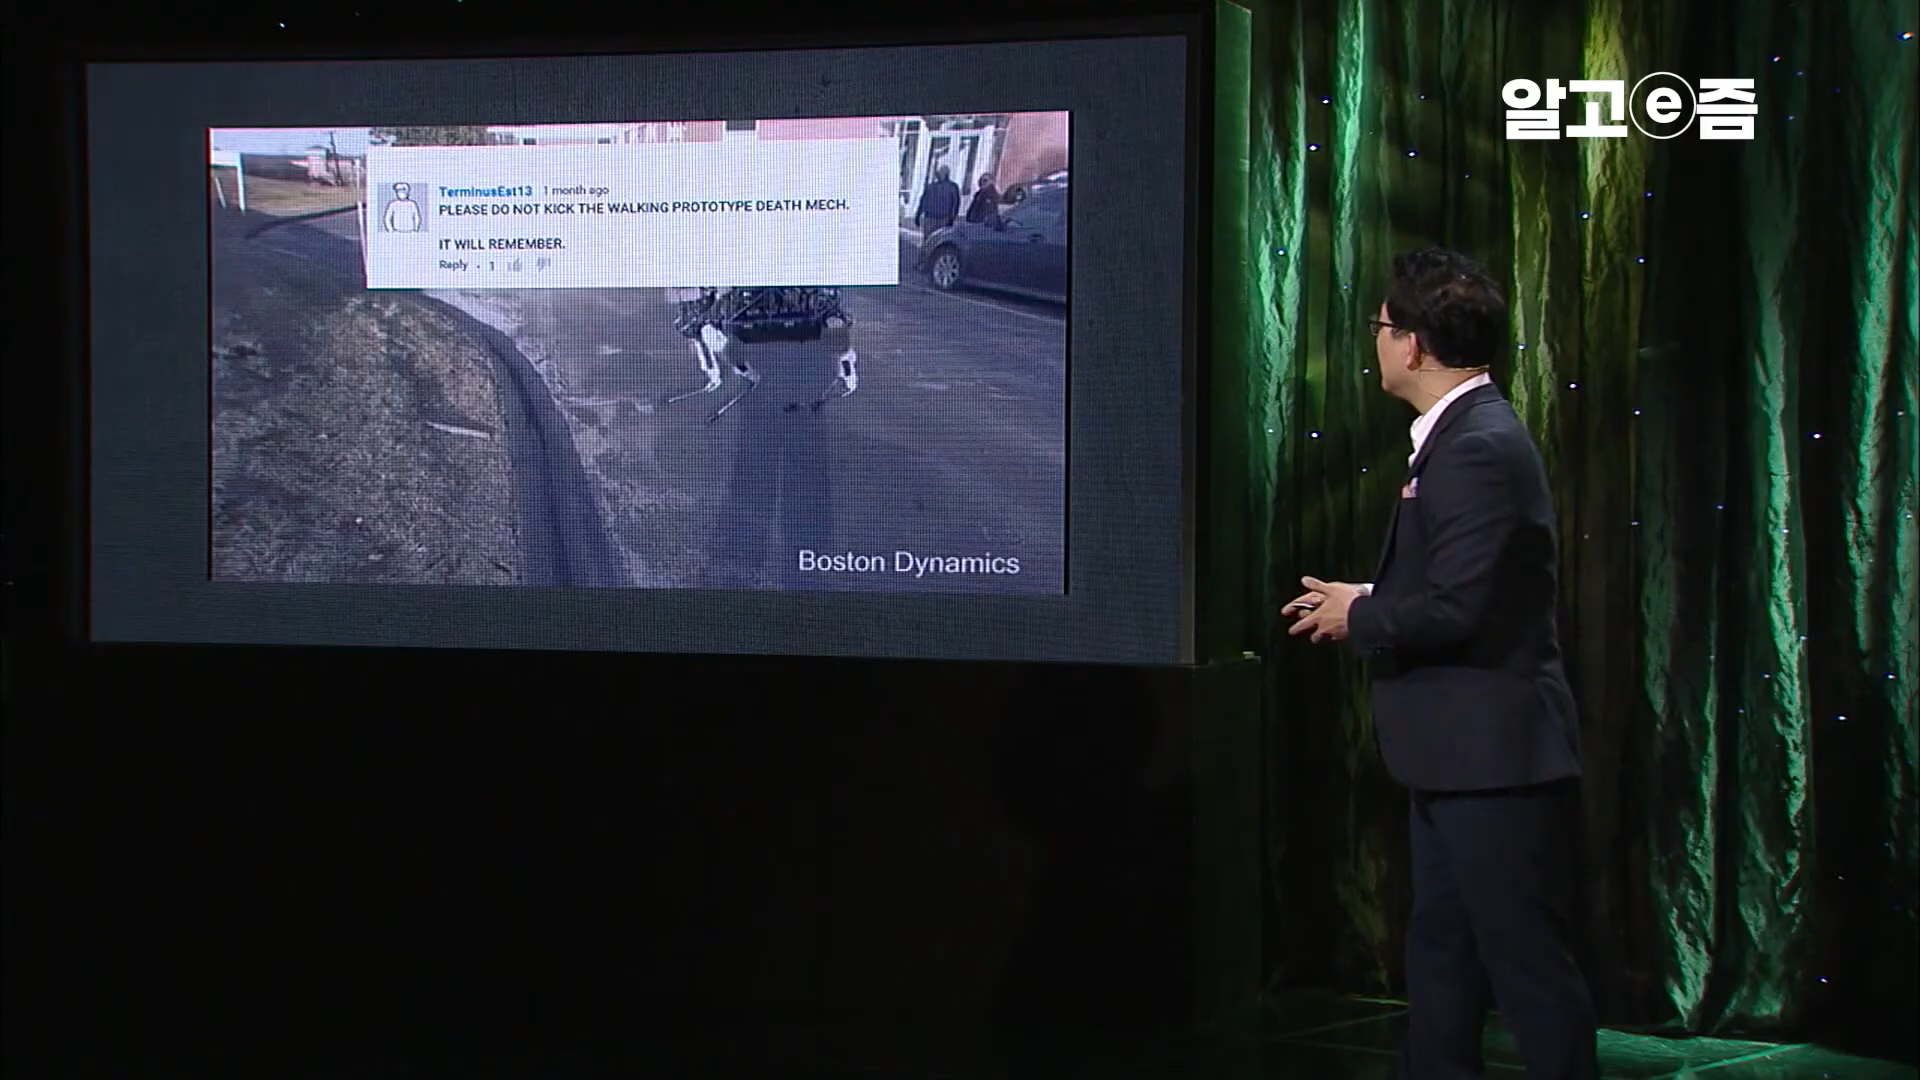 알고e즘
TerminusEst13 1 month ago
PLEASE DO NOT KICK THE WALKING PROTOTYPE DEATH MECH.
IT WILL REMEMBER.
Reply · 1
Boston Dynamics